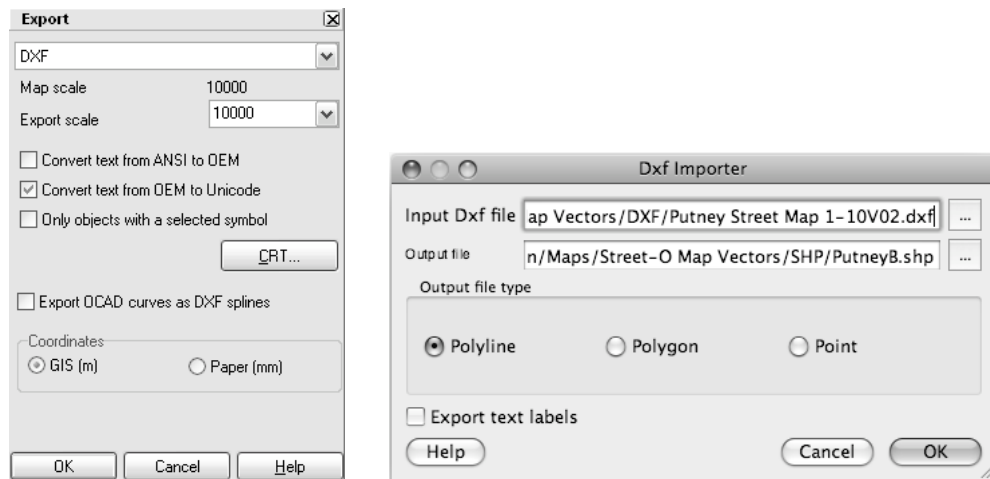 Export
DXF
Map scale 10000
Export scale 10000
Convert text from ANSI to OEM
Convert text from OEM to Unicode
Only objects with a selected symbol
CRT...
Export OCAD curves as DXF splines
Coordinates
GIS (m) Paper (mm)
OK Cancel Help
Dxf Importer
Input Dxf file ap Vectors/DXF/Putney Street Map 1-10V02.dxf ...
Output file n/Maps/Street-O Map Vectors/SHP/PutneyB.shp ...
Output file type
Polyline Polygon Point
Export text labels
Help Cancel OK